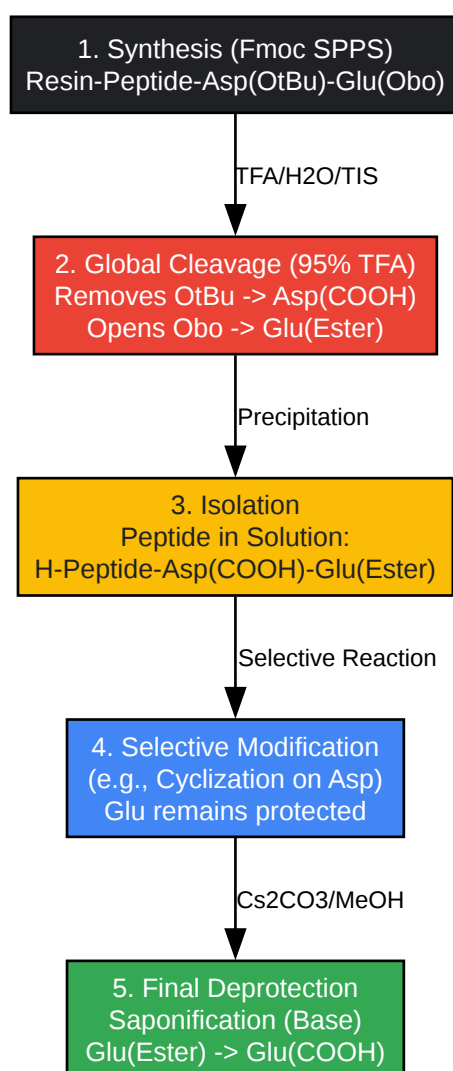 1. Synthesis (Fmoc SPPS)
Resin-Peptide-Asp(OtBu)-Glu(Obo)
TFA/H2O/TIS
2. Global Cleavage (95% TFA)
Removes OtBu -> Asp(COOH)
Opens Obo -> Glu(Ester)
Precipitation
3. Isolation
Peptide in Solution:
H-Peptide-Asp(COOH)-Glu(Ester)
Selective Reaction
4. Selective Modification
(e.g., Cyclization on Asp)
Glu remains protected
Cs2CO3/MeOH
5. Final Deprotection
Saponification (Base)
Glu(Ester) -> Glu(COOH)